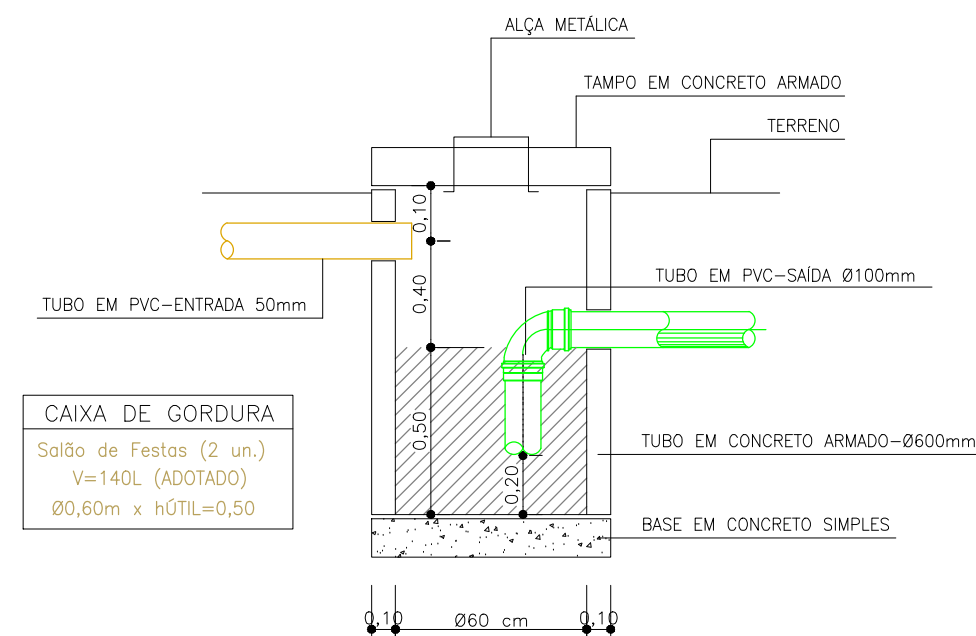 ALÇA METÁLICA
TAMPO EM CONCRETO ARMADO
TERRENO
0,10
TUBO EM PVC-SAÍDA Ø100mm
0,40
TUBO EM PVC-ENTRADA 50mm
CAIXA DE GORDURA
Salão de Festas (2 un.)
V=140L (ADOTADO)
Ø0,60m x hÚTIL=0,50
0,50
TUBO EM CONCRETO ARMADO-Ø600mm
0,20
BASE EM CONCRETO SIMPLES
0,10
Ø60 cm
0,10